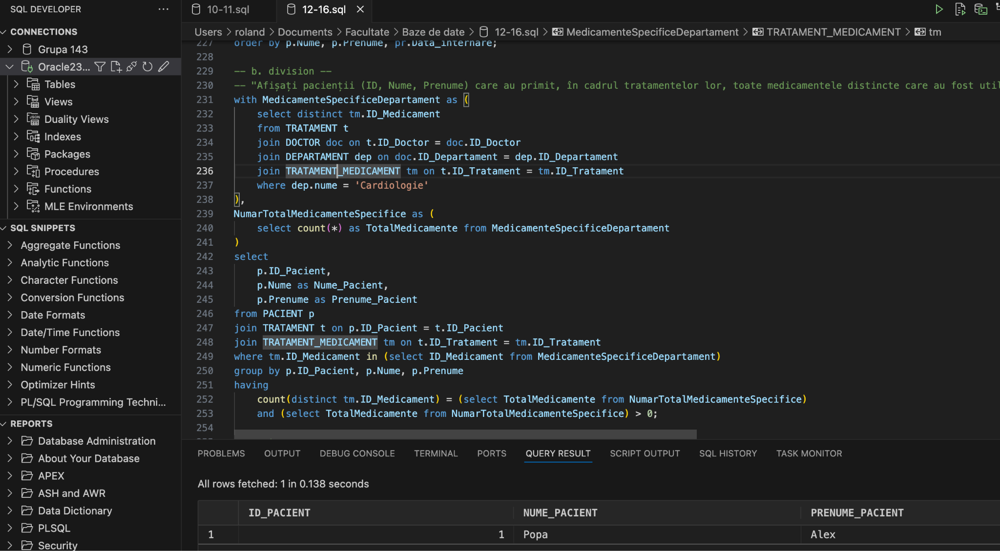 SQL DEVELOPER
CONNECTIONS
Grupa 143
Oracle23...
Tables
Views
Duality Views
Indexes
Packages
Procedures
Functions
MLE Environments
SQL SNIPPETS
Aggregate Functions
Analytic Functions
Character Functions
Conversion Functions
Date Formats
Date/Time Functions
Number Formats
Numeric Functions
Optimizer Hints
PL/SQL Programming Techni...
REPORTS
Database Administration
About Your Database
APEX
ASH and AWR
Data Dictionary
PLSQL
Security
10-11.sql
12-16.sql
Users > roland > Documents > Facultate > Baze de date > 12-16.sql > MedicamenteSpecificeDepartament > TRATAMENT_MEDICAMENT > tm
227 order by p.Nume, p.Prenume, pr.Data_internare;
228
229 -- b. division --
230 -- "Afișați pacienții (ID, Nume, Prenume) care au primit, în cadrul tratamentelor lor, toate medicamentele distincte care au fost util
231 with MedicamenteSpecificeDepartament as (
232 select distinct tm.ID_Medicament
233 from TRATAMENT t
234 join DOCTOR doc on t.ID_Doctor = doc.ID_Doctor
235 join DEPARTAMENT dep on doc.ID_Departament = dep.ID_Departament
236 join TRATAMENT_MEDICAMENT tm on t.ID_Tratament = tm.ID_Tratament
237 where dep.nume = 'Cardiologie'
238 ),
239 NumarTotalMedicamenteSpecifice as (
240 select count(*) as TotalMedicamente from MedicamenteSpecificeDepartament
241 )
242 select
243 p.ID_Pacient,
244 p.Nume as Nume_Pacient,
245 p.Prenume as Prenume_Pacient
246 from PACIENT p
247 join TRATAMENT t on p.ID_Pacient = t.ID_Pacient
248 join TRATAMENT_MEDICAMENT tm on t.ID_Tratament = tm.ID_Tratament
249 where tm.ID_Medicament in (select ID_Medicament from MedicamenteSpecificeDepartament)
250 group by p.ID_Pacient, p.Nume, p.Prenume
251 having
252 count(distinct tm.ID_Medicament) = (select TotalMedicamente from NumarTotalMedicamenteSpecifice)
253 and (select TotalMedicamente from NumarTotalMedicamenteSpecifice) > 0;
254
PROBLEMS OUTPUT DEBUG CONSOLE TERMINAL PORTS QUERY RESULT SCRIPT OUTPUT SQL HISTORY TASK MONITOR
All rows fetched: 1 in 0.138 seconds
ID_PACIENT NUME_PACIENT PRENUME_PACIENT
1 1 Popa Alex